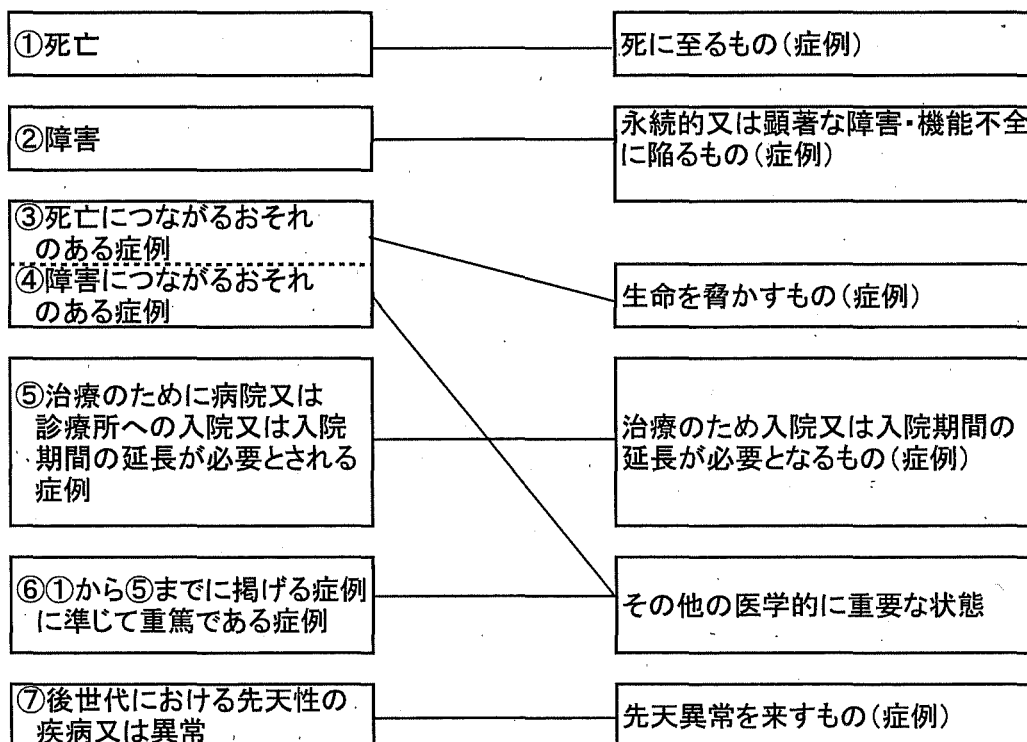 ①死亡
死に至るもの（症例）
②障害
永続的又は顕著な障害・機能不全
に陥るもの（症例）
③死亡につながるおそれ
のある症例
④障害につながるおそれ
のある症例
生命を脅かすもの（症例）
⑤治療のために病院又は
診療所への入院又は入院
期間の延長が必要とされる
症例
治療のため入院又は入院期間の
延長が必要となるもの（症例）
⑥①から⑤までに掲げる症例
に準じて重篤である症例
その他の医学的に重要な状態
⑦後世代における先天性の
疾病又は異常
先天異常を来すもの（症例）